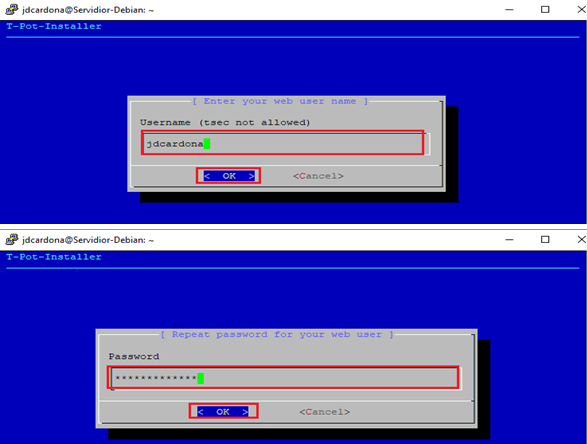 jdcardona@Servidior-Debian: ~
T-Pot-Installer
[ Enter your web user name ]
Username (tsec not allowed)
jdcardona
< OK > <Cancel>
jdcardona@Servidior-Debian: ~
T-Pot-Installer
[ Repeat password for your web user ]
Password
*************
< OK > <Cancel>